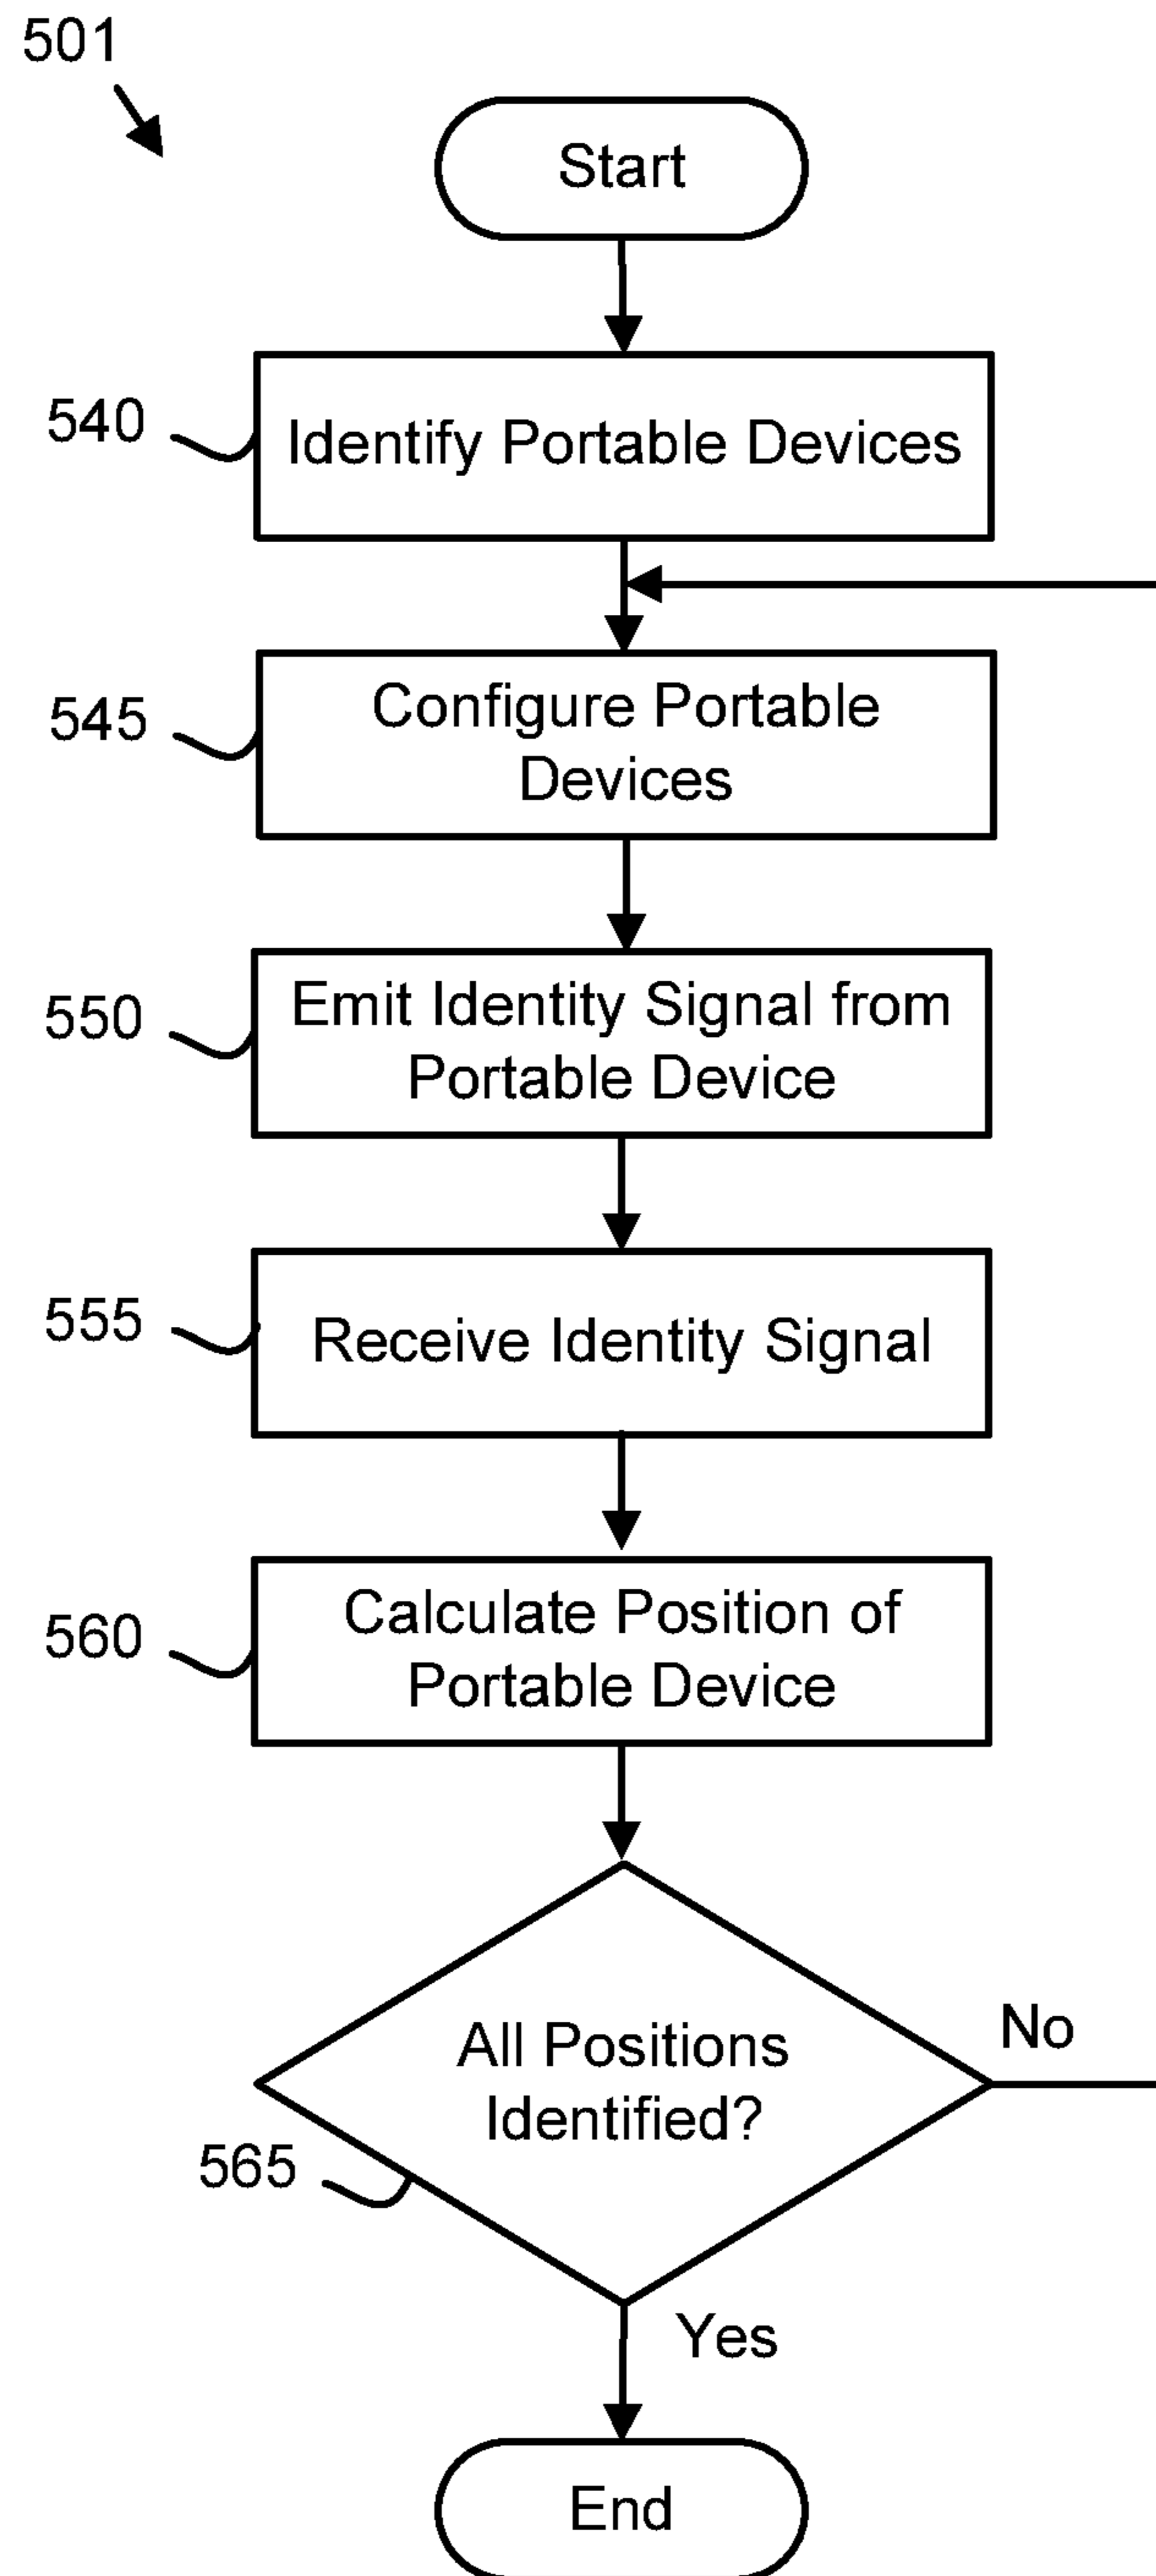 501
Start
540
Identify Portable Devices
545
Configure Portable
Devices
550
Emit Identity Signal from
Portable Device
555
Receive Identity Signal
560
Calculate Position of
Portable Device
All Positions
Identified?
No
565
Yes
End